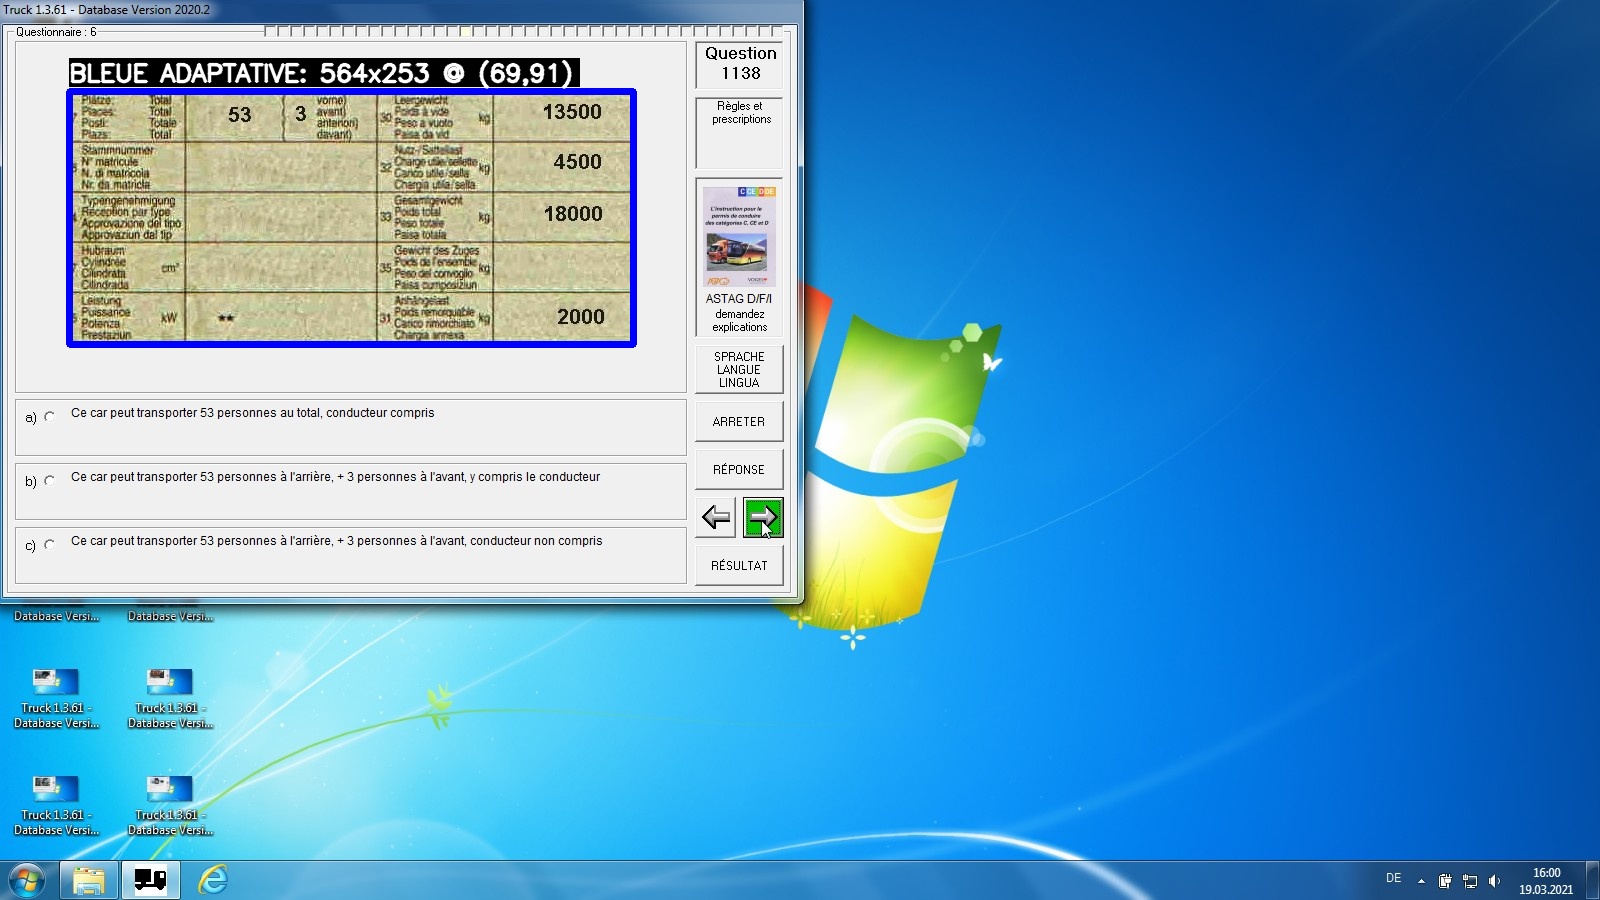 Truck 1.3.61 - Database Version 2020.2
Questionnaire : 6
BLEUE ADAPTATIVE: 564x253 @ (69,91)
Plätze: Total
Places: Total
Posti: Totale
Plazs: Total
53 ( 3
vorne)
avant)
anteriori)
davant)
30 Leergewicht
Poids à vide
Peso a vuoto
Paisa da vid
kg
13500
Stammnummer
N° matricule
N. di matricola
Nr. da matricla
32 Nutz-/Sattellast
Charge utile/sellette
Carico utile/sella
Chargia utila/sella
kg
4500
Typengenehmigung
Réception par type
Approvazione del tipo
Approvaziun dal tip
33 Gesamtgewicht
Poids total
Peso totale
Paisa totala
kg
18000
Hubraum
Cylindrée
Cilindrata
Cilindrada
cm³
35 Gewicht des Zuges
Poids de l'ensemble
Peso del convoglio
Paisa cumposiziun
kg
Leistung
Puissance
Potenza
Prestaziun
kW
**
31 Anhängelast
Poids remorquable
Carico rimorchiato
Chargia annexa
kg
2000
a) Ce car peut transporter 53 personnes au total, conducteur compris
b) Ce car peut transporter 53 personnes à l'arrière, + 3 personnes à l'avant, y compris le conducteur
c) Ce car peut transporter 53 personnes à l'arrière, + 3 personnes à l'avant, conducteur non compris
Question
1138
Règles et
prescriptions
L'instruction pour le
permis de conduire
des catégories C, CE et D
ASTAG D/F/I
demandez
explications
SPRACHE
LANGUE
LINGUA
ARRETER
RÉPONSE
RÉSULTAT
Database Versi...
Database Versi...
Truck 1.3.61 -
Database Versi...
Truck 1.3.61 -
Database Versi...
Truck 1.3.61 -
Database Versi...
Truck 1.3.61 -
Database Versi...
DE
16:00
19.03.2021